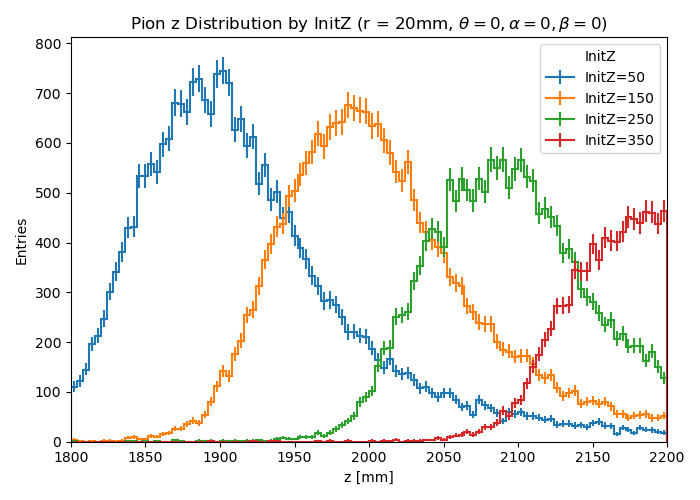 Pion z Distribution by InitZ (r = 20mm, θ = 0, α = 0, β = 0)
InitZ
InitZ=50
InitZ=150
InitZ=250
InitZ=350
Entries
800
700
600
500
400
300
200
100
0
1800 1850 1900 1950 2000 2050 2100 2150 2200
z [mm]